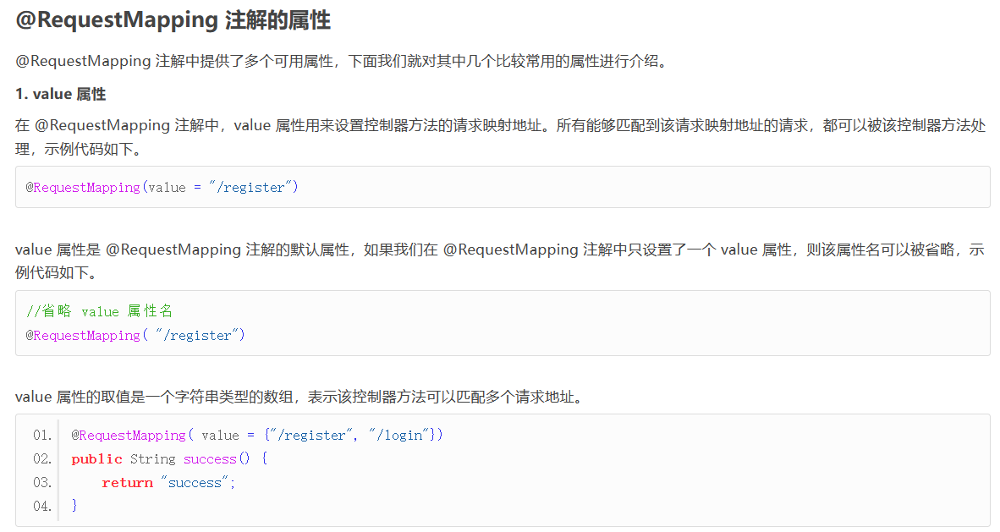 @RequestMapping 注解的属性
@RequestMapping 注解中提供了多个可用属性，下面我们就对其中几个比较常用的属性进行介绍。
1. value 属性
在 @RequestMapping 注解中，value 属性用来设置控制器方法的请求映射地址。所有能够匹配到该请求映射地址的请求，都可以被该控制器方法处
理，示例代码如下。
@RequestMapping(value = "/register")
value 属性是 @RequestMapping 注解的默认属性，如果我们在 @RequestMapping 注解中只设置了一个 value 属性，则该属性名可以被省略，示
例代码如下。
//省略 value 属性名
@RequestMapping( "/register")
value 属性的取值是一个字符串类型的数组，表示该控制器方法可以匹配多个请求地址。
01. @RequestMapping( value = {"/register", "/login"})
02. public String success() {
03.     return "success";
04. }